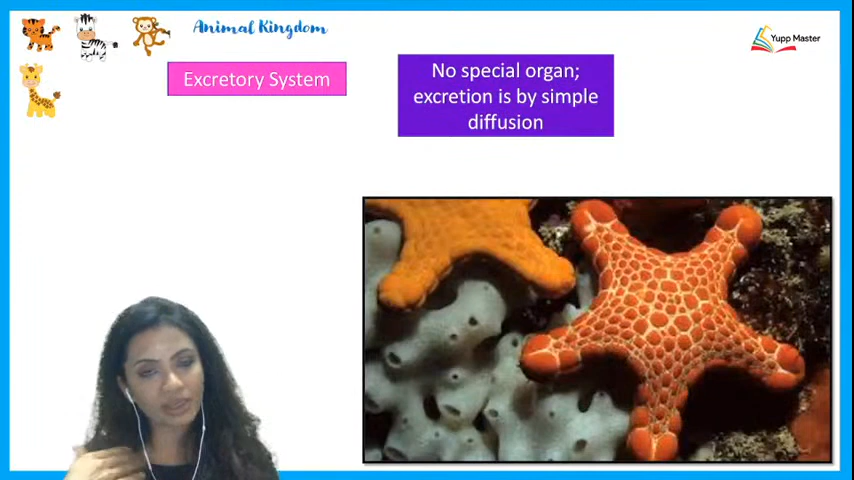 Animal Kingdom
Yupp Master
Excretory System
No special organ;
excretion is by simple
diffusion